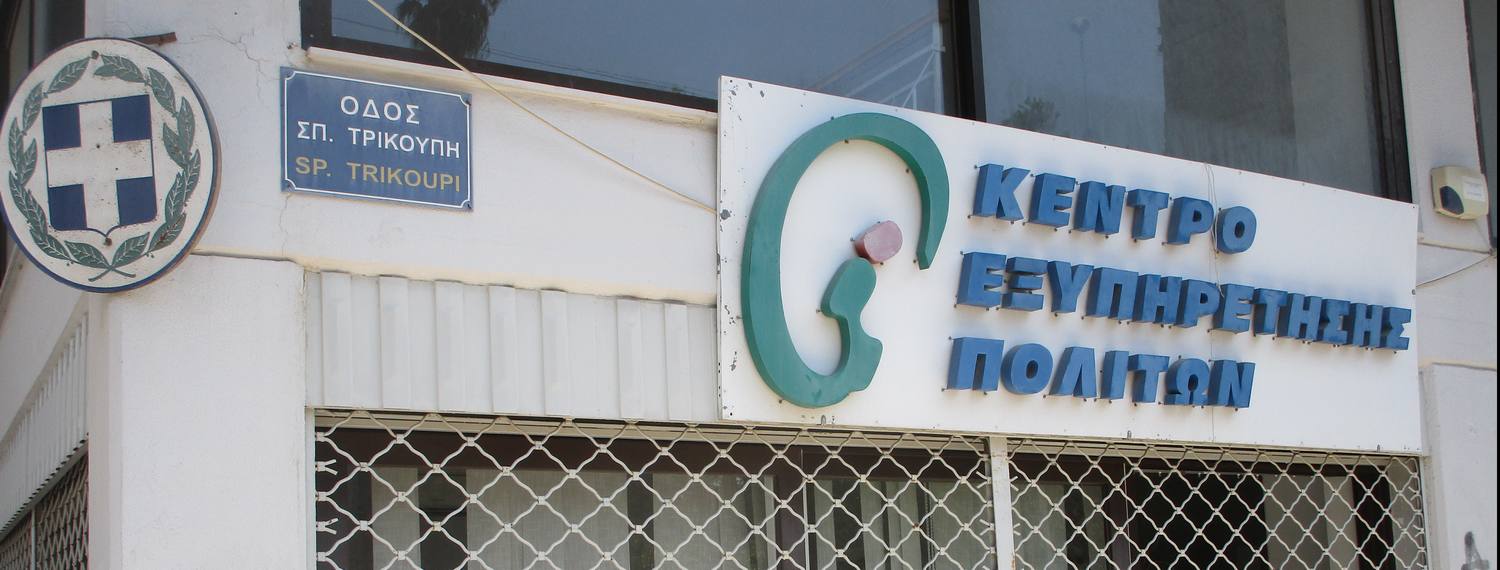 ΟΔΟΣ
ΣΠ. ΤΡΙΚΟΥΠΗ
SP. TRIKOUPI
ΚΕΝΤΡΟ
ΕΞΥΠΗΡΕΤΗΣΗΣ
ΠΟΛΙΤΩΝ